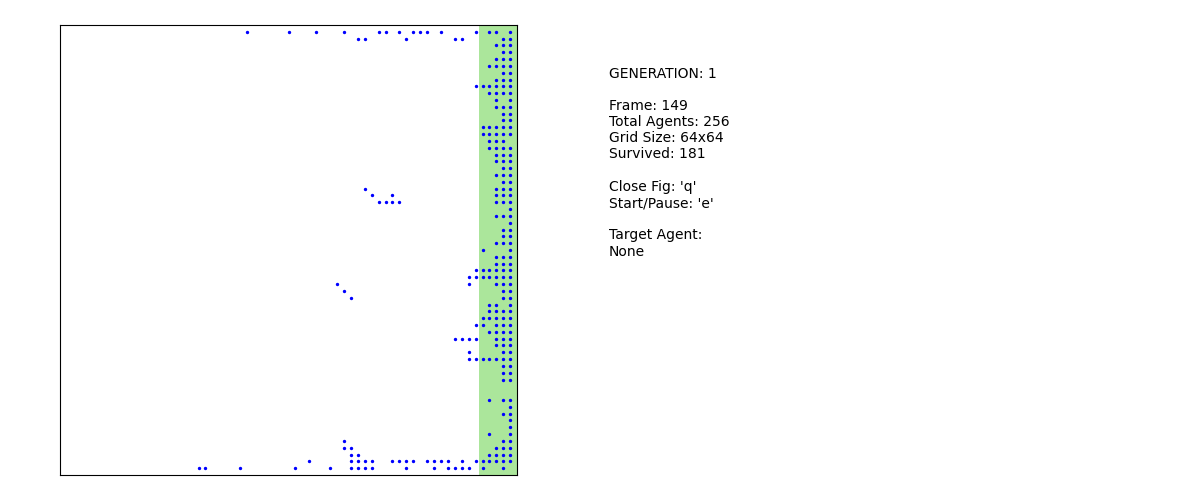 GENERATION: 1
Frame: 149
Total Agents: 256
Grid Size: 64x64
Survived: 181
Close Fig: 'q'
Start/Pause: 'e'
Target Agent:
None